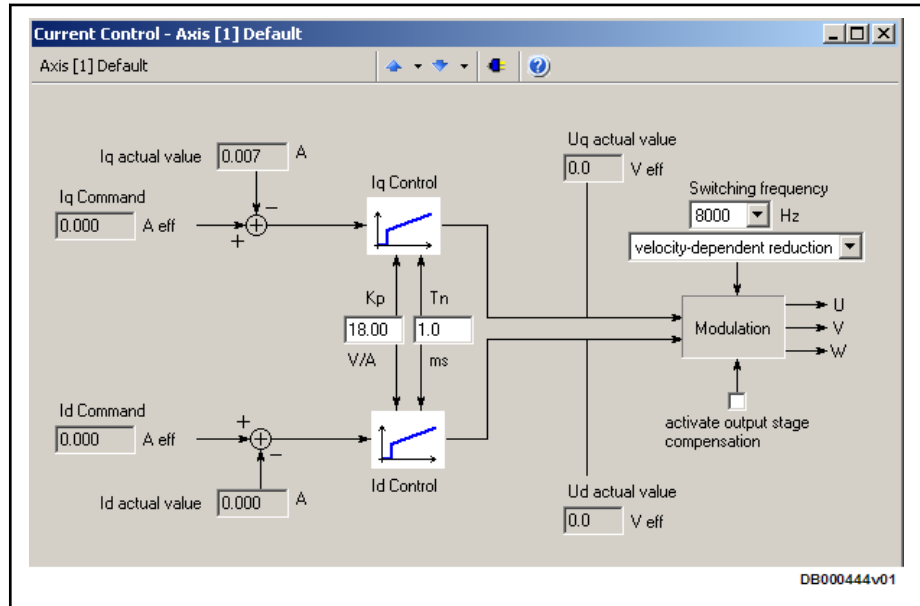 Current Control - Axis [1] Default
Axis [1] Default
Iq actual value 0.007 A
Iq Command
0.000 A eff
+
−
Iq Control
Uq actual value
0.0 V eff
Switching frequency
8000 Hz
velocity-dependent reduction
Kp Tn
18.00 1.0
V/A ms
Modulation
U
V
W
activate output stage
compensation
Id Command
0.000 A eff
+
−
Id actual value 0.000 A
Id Control
Ud actual value
0.0 V eff
DB000444v01